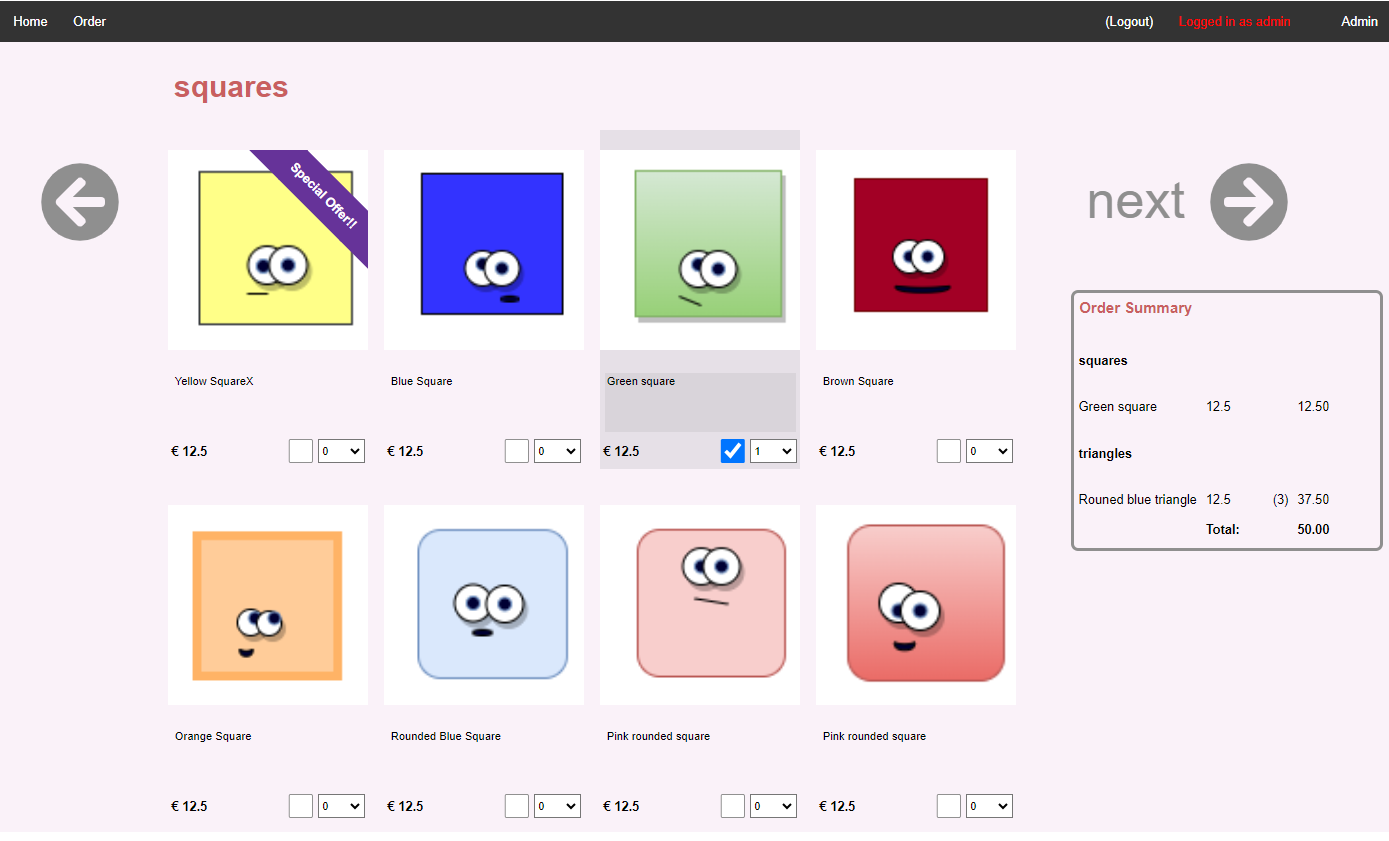 Home Order (Logout) Logged in as admin Admin
squares
next
Special Offer!!
Yellow SquareX Blue Square Green square Brown Square
€ 12.5 0 € 12.5 0 € 12.5 1 € 12.5 0
Orange Square Rounded Blue Square Pink rounded square Pink rounded square
€ 12.5 0 € 12.5 0 € 12.5 0 € 12.5 0
Order Summary
squares
Green square 12.5 12.50
triangles
Rouned blue triangle 12.5 (3) 37.50
Total: 50.00